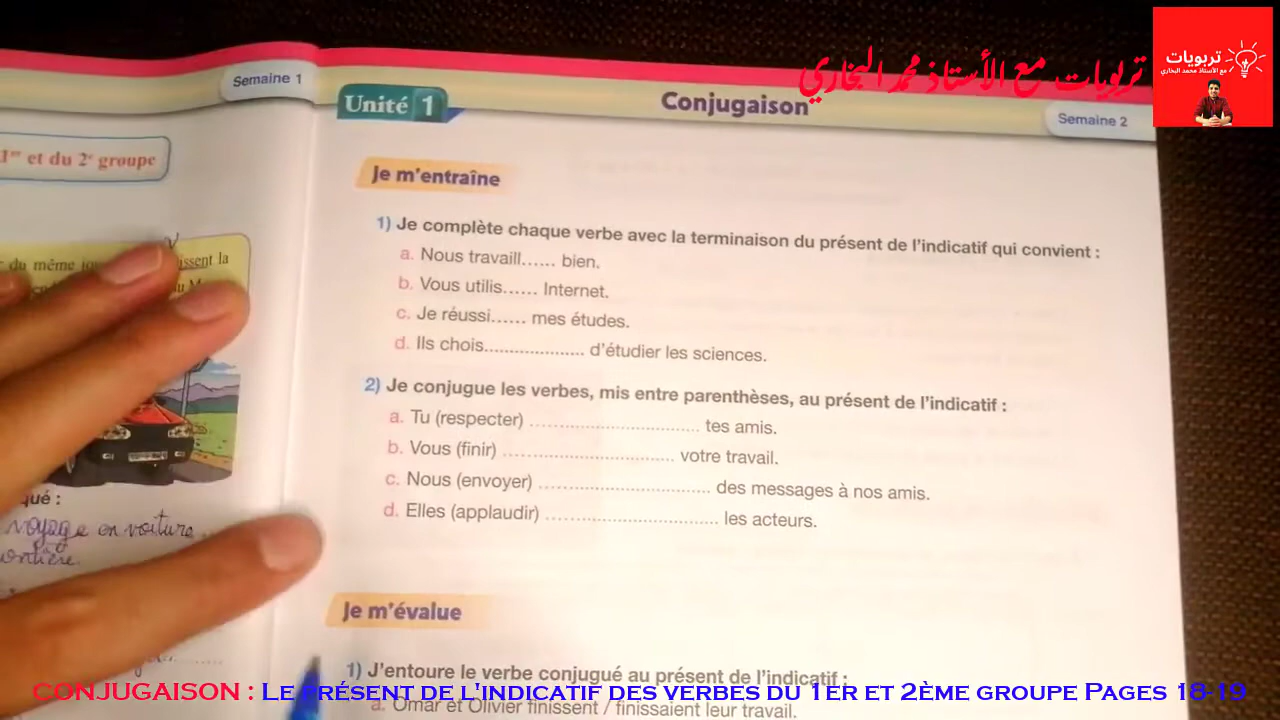 تربويات مع الأستاذ محمد البخاري
تربويات
مع الأستاذ محمد البخاري
Semaine 1
Unité 1
Conjugaison
Semaine 2
1er et du 2e groupe
du même
issent la
qué :
voyage en voiture.
Je m'entraîne
1) Je complète chaque verbe avec la terminaison du présent de l'indicatif qui convient :
a. Nous travaill...... bien.
b. Vous utilis...... Internet.
c. Je réussi...... mes études.
d. Ils chois.................... d'étudier les sciences.
2) Je conjugue les verbes, mis entre parenthèses, au présent de l'indicatif :
a. Tu (respecter) .................................. tes amis.
b. Vous (finir) .................................. votre travail.
c. Nous (envoyer) .................................. des messages à nos amis.
d. Elles (applaudir) .................................. les acteurs.
Je m'évalue
1) J'entoure le verbe conjugué au présent de l'indicatif :
a. Omar et Olivier finissent / finissaient leur travail.
CONJUGAISON : Le présent de l'indicatif des verbes du 1er et 2ème groupe Pages 18-19